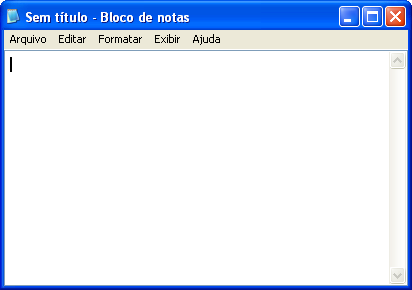 Sem título - Bloco de notas
Arquivo Editar Formatar Exibir Ajuda